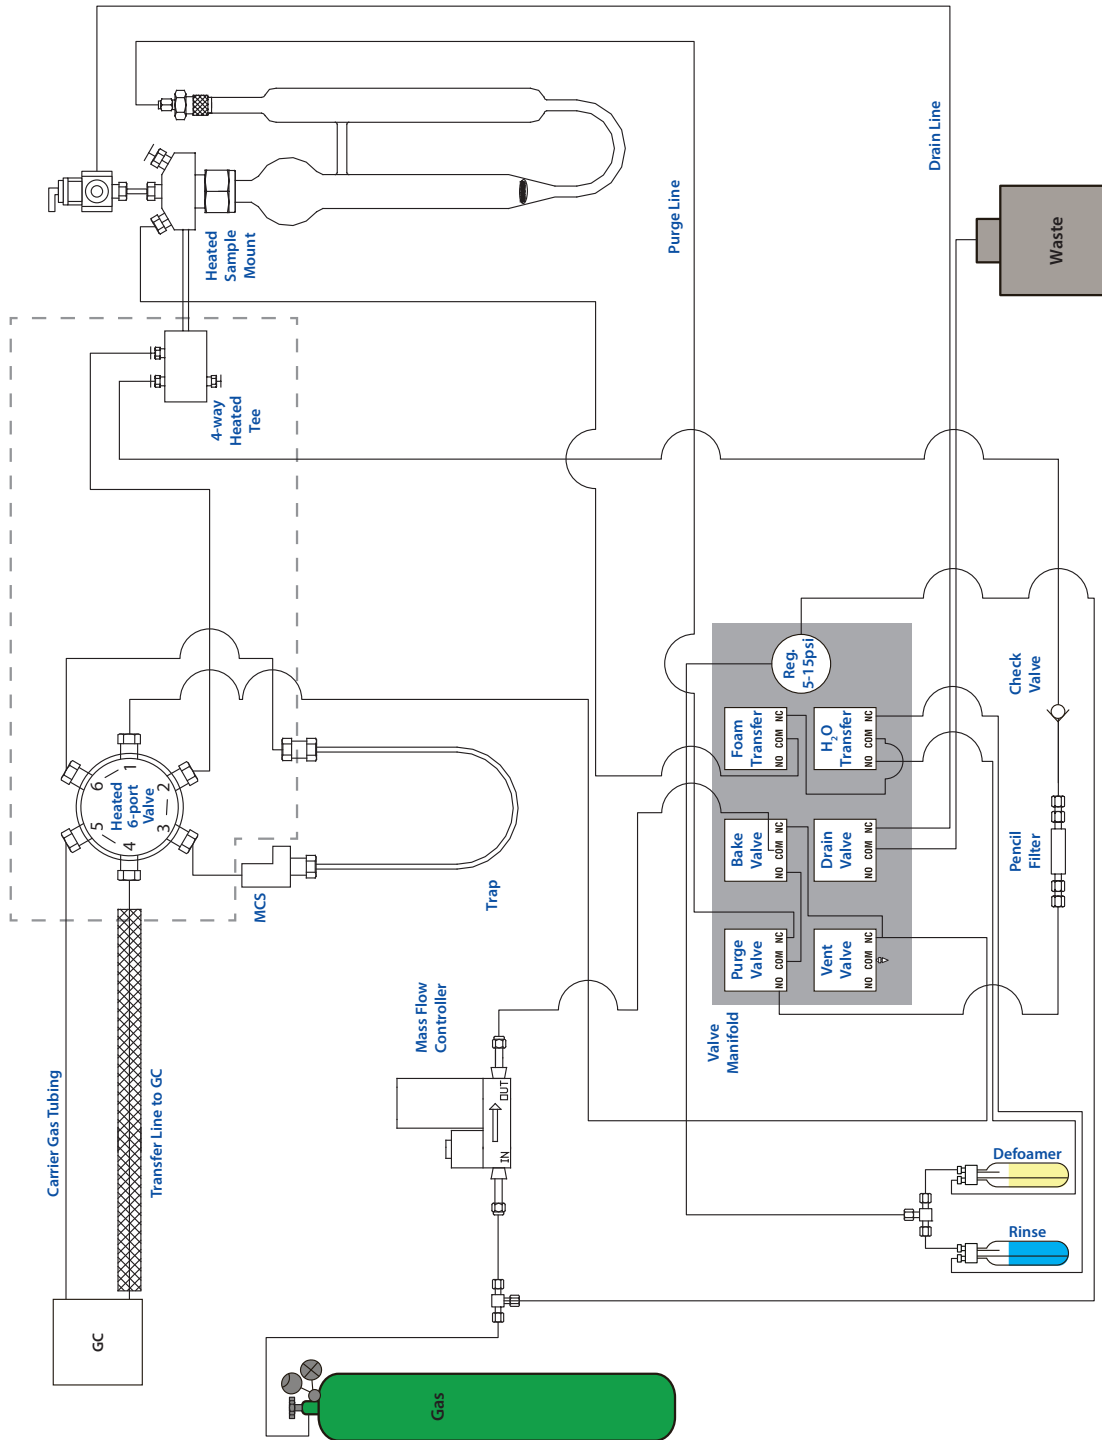 Drain Line
Purge Line
Waste
Heated
Sample
Mount
4-way
Heated
Tee
Heated
6-port
Valve
1
2
3
4
5
6
MCS
Trap
Reg.
5-15psi
Check
Valve
Foam
Transfer
NO COM NC
H₂O
Transfer
NO COM NC
Bake
Valve
NO COM NC
Drain
Valve
NO COM NC
Purge
Valve
NO COM NC
Vent
Valve
NO COM NC
Pencil
Filter
Valve
Manifold
Mass Flow
Controller
IN
OUT
Carrier Gas Tubing
Transfer Line to GC
Defoamer
Rinse
GC
Gas